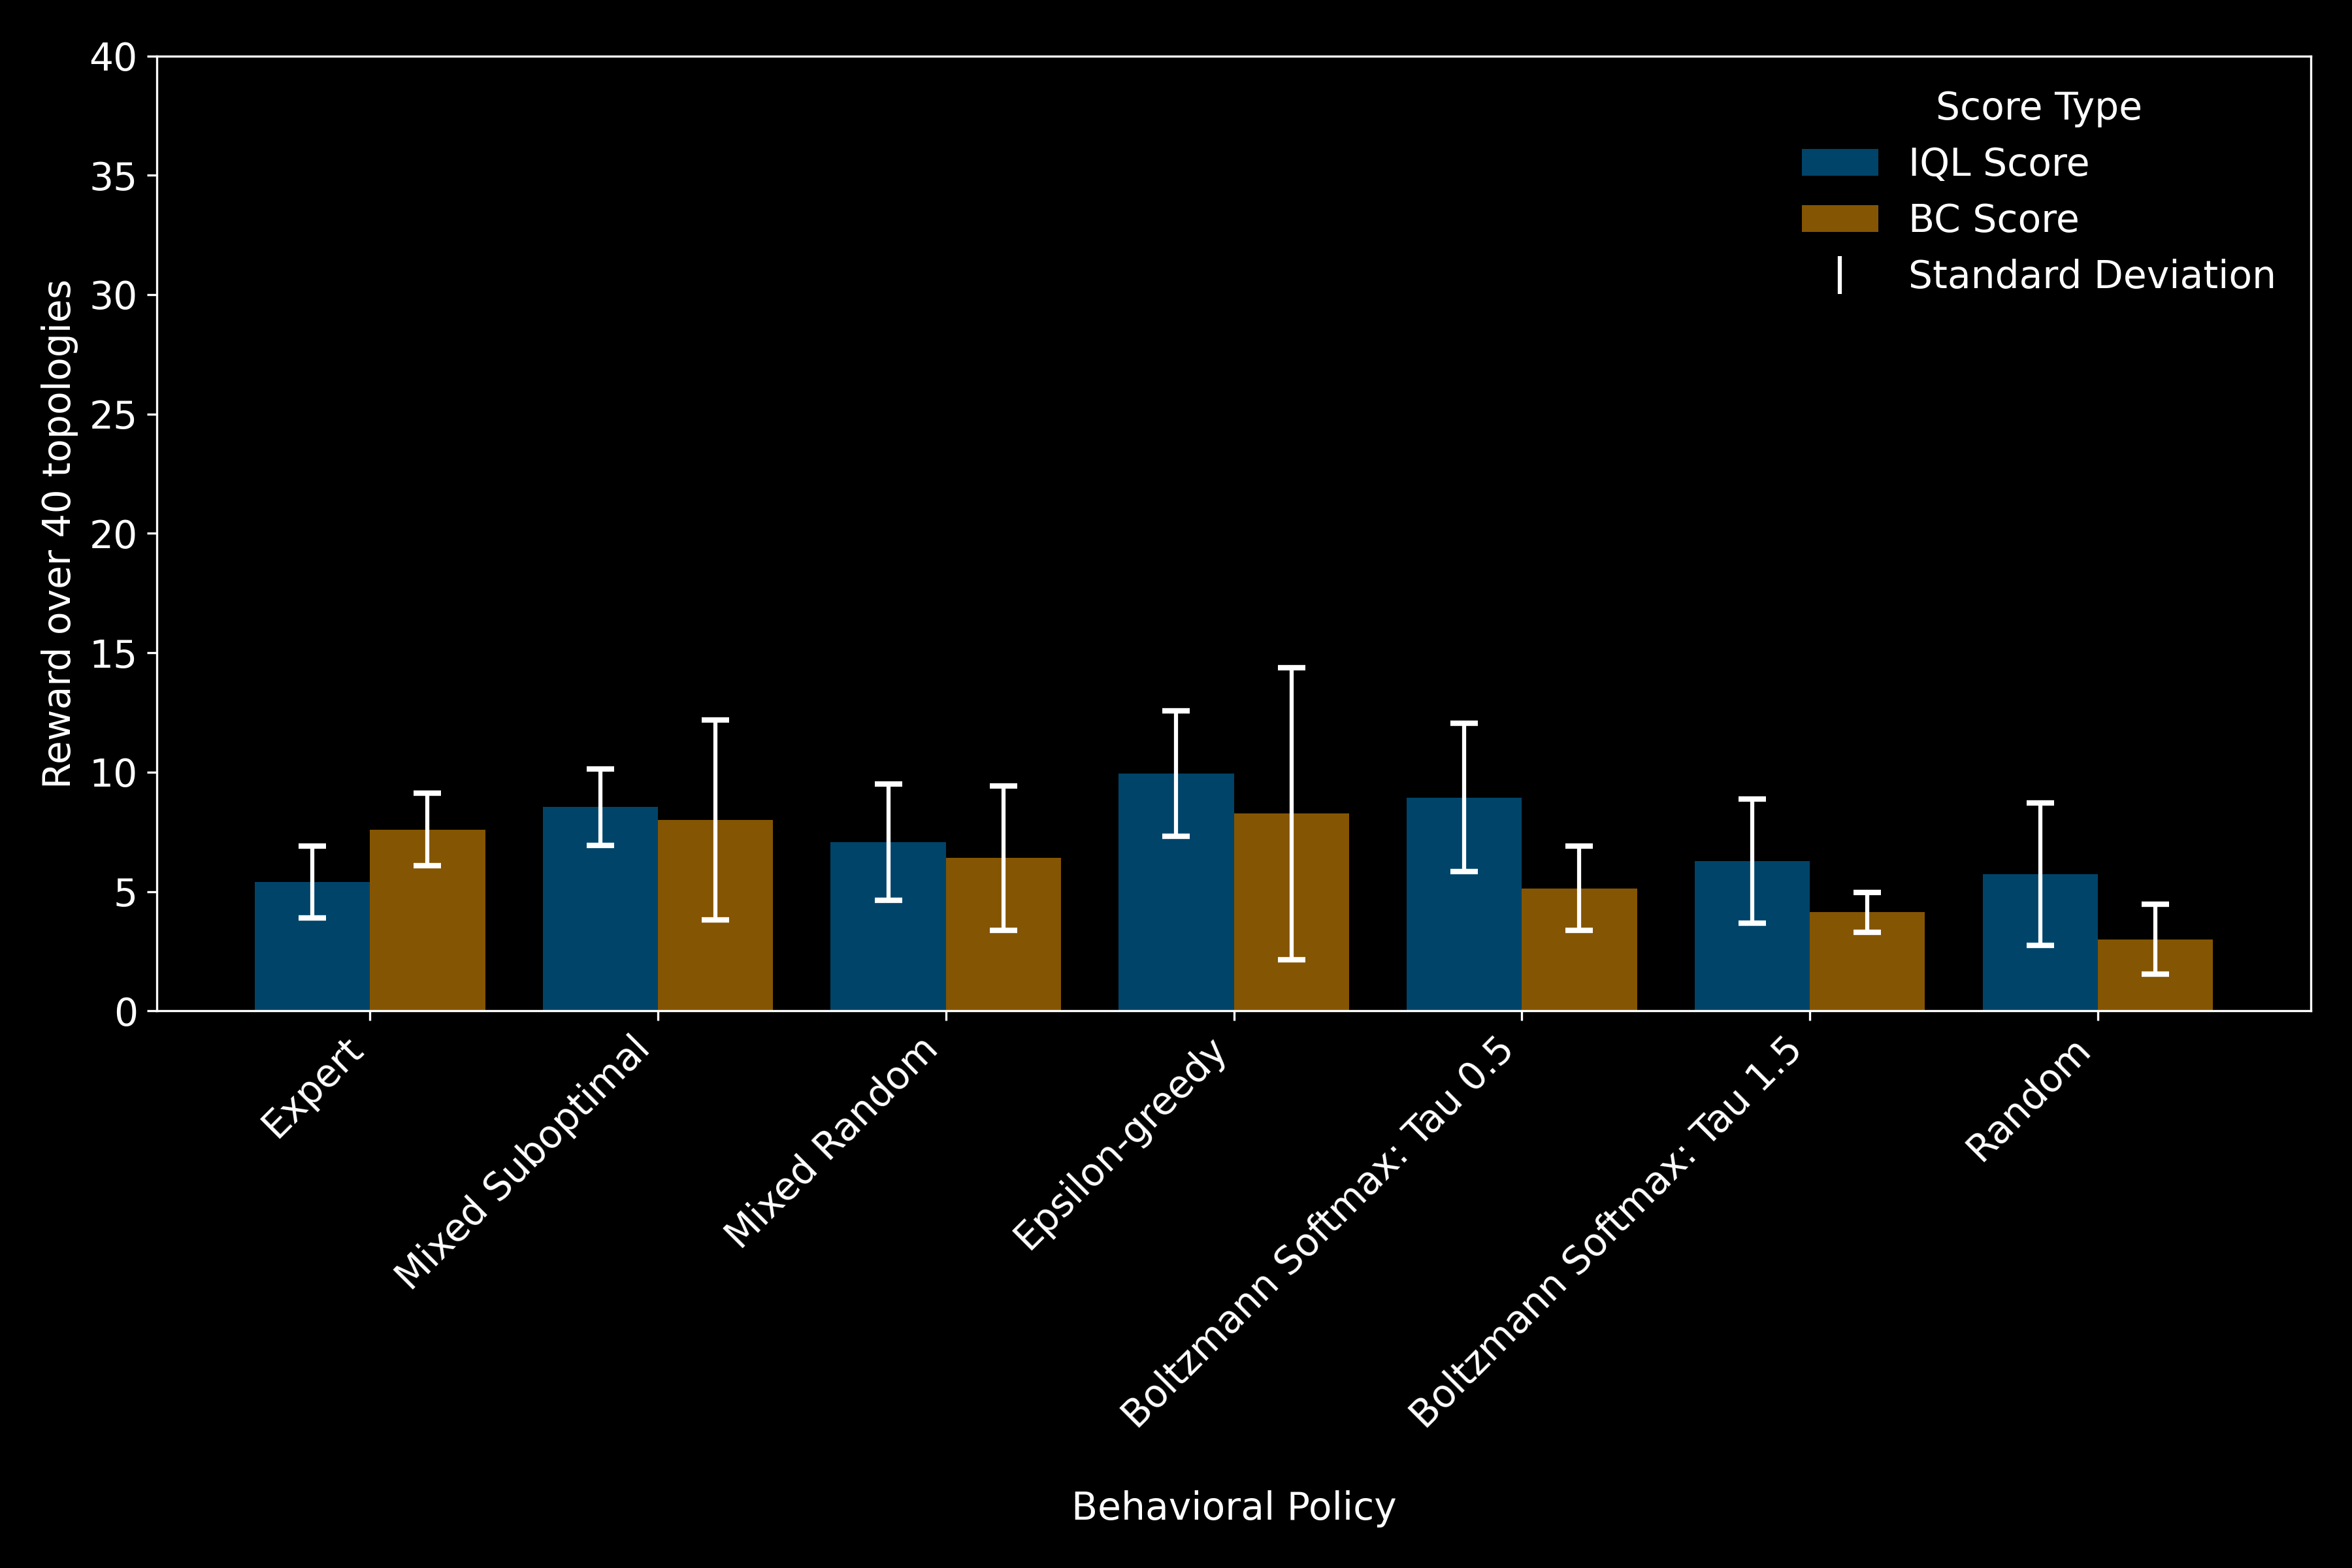 40
35
30
25
20
15
10
5
0
Reward over 40 topologies
Score Type
IQL Score
BC Score
Standard Deviation
Expert
Mixed Suboptimal
Mixed Random
Epsilon-greedy
Boltzmann Softmax: Tau 0.5
Boltzmann Softmax: Tau 1.5
Random
Behavioral Policy